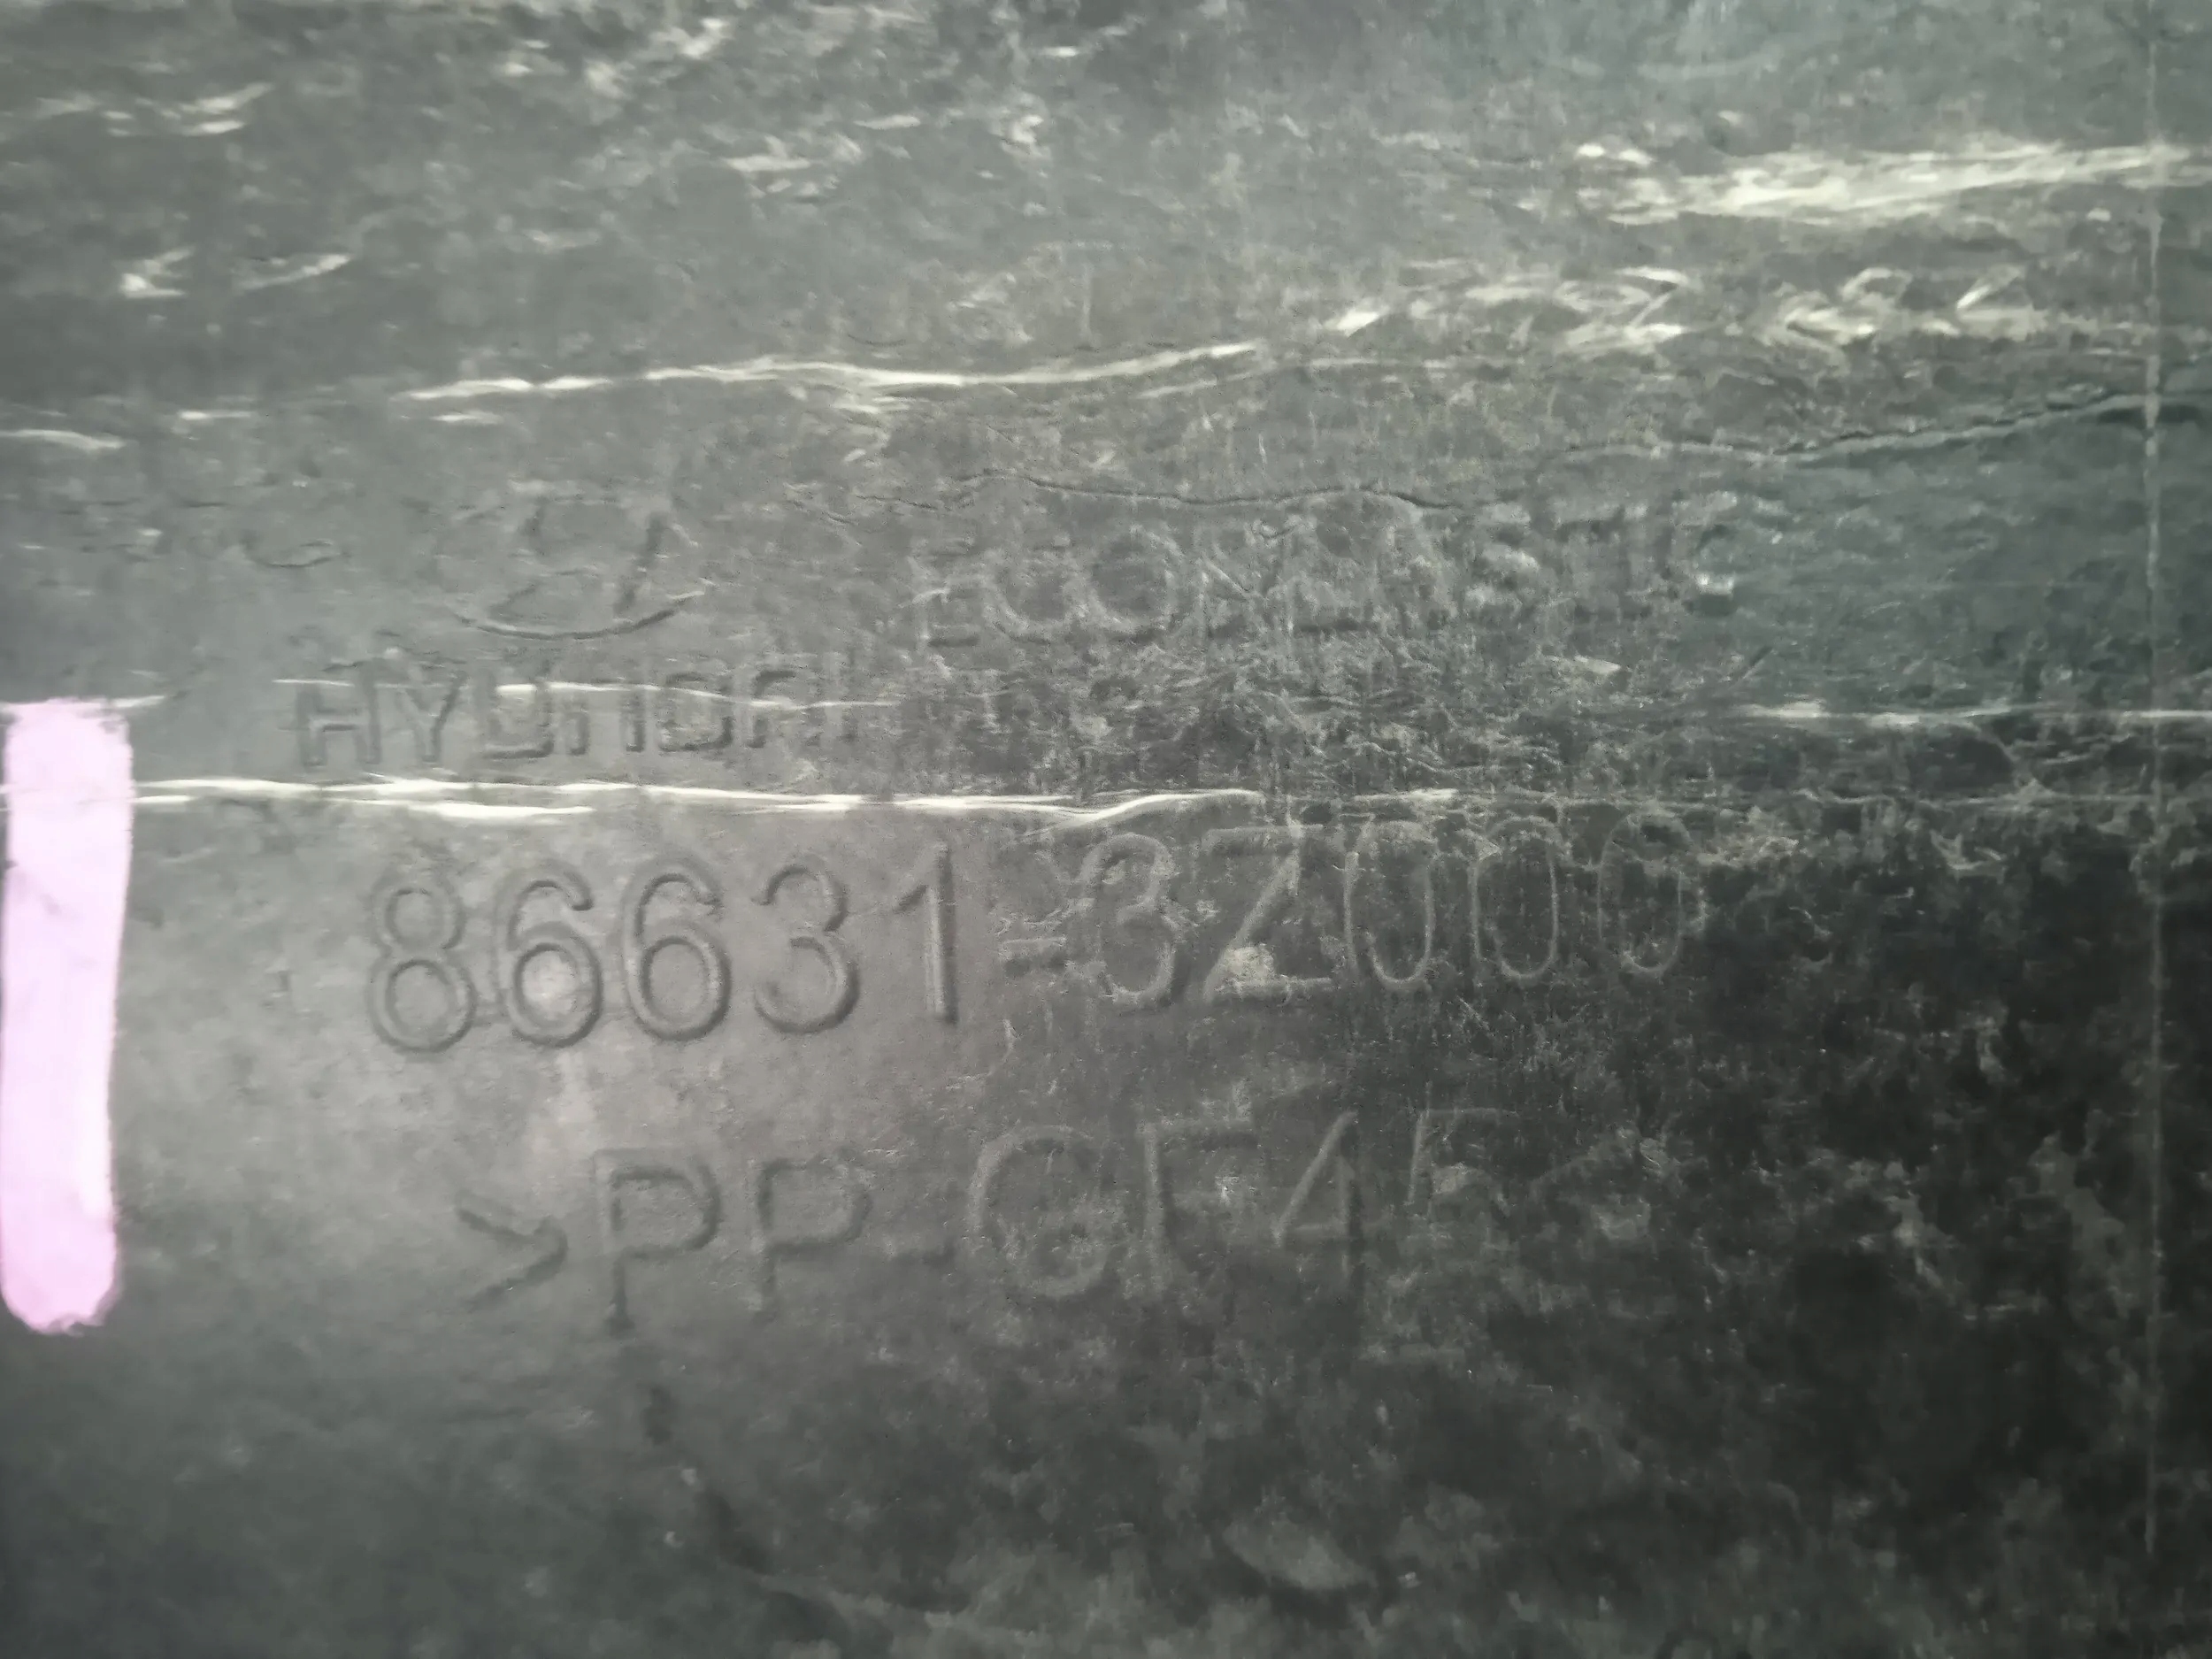 ECOPLASTIC
HYUNDAI
86631-3Z000
>PP-GF45<